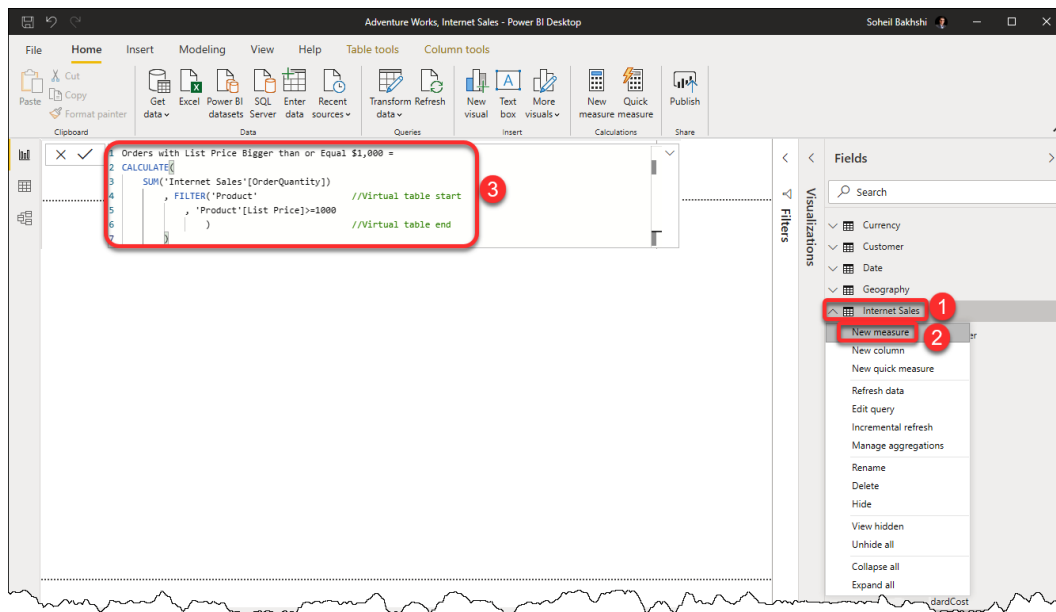 Adventure Works, Internet Sales - Power BI Desktop
Soheil Bakhshi
File Home Insert Modeling View Help Table tools Column tools
Paste
Cut
Copy
Format painter
Clipboard
Get data
Excel
Power BI datasets
SQL Server
Enter data
Recent sources
Data
Transform data
Refresh
Queries
New visual
Text box
More visuals
Insert
New measure
Quick measure
Calculations
Publish
Share
1 Orders with List Price Bigger than or Equal $1,000 =
2 CALCULATE(
3 SUM('Internet Sales'[OrderQuantity])
4 , FILTER('Product' //Virtual table start
5 , 'Product'[List Price]>=1000
6 ) //Virtual table end
7 )
3
Filters
Visualizations
Fields
Search
Currency
Customer
Date
Geography
Internet Sales
1
New measure
2
er
New column
New quick measure
Refresh data
Edit query
Incremental refresh
Manage aggregations
Rename
Delete
Hide
View hidden
Unhide all
Collapse all
Expand all
dardCost